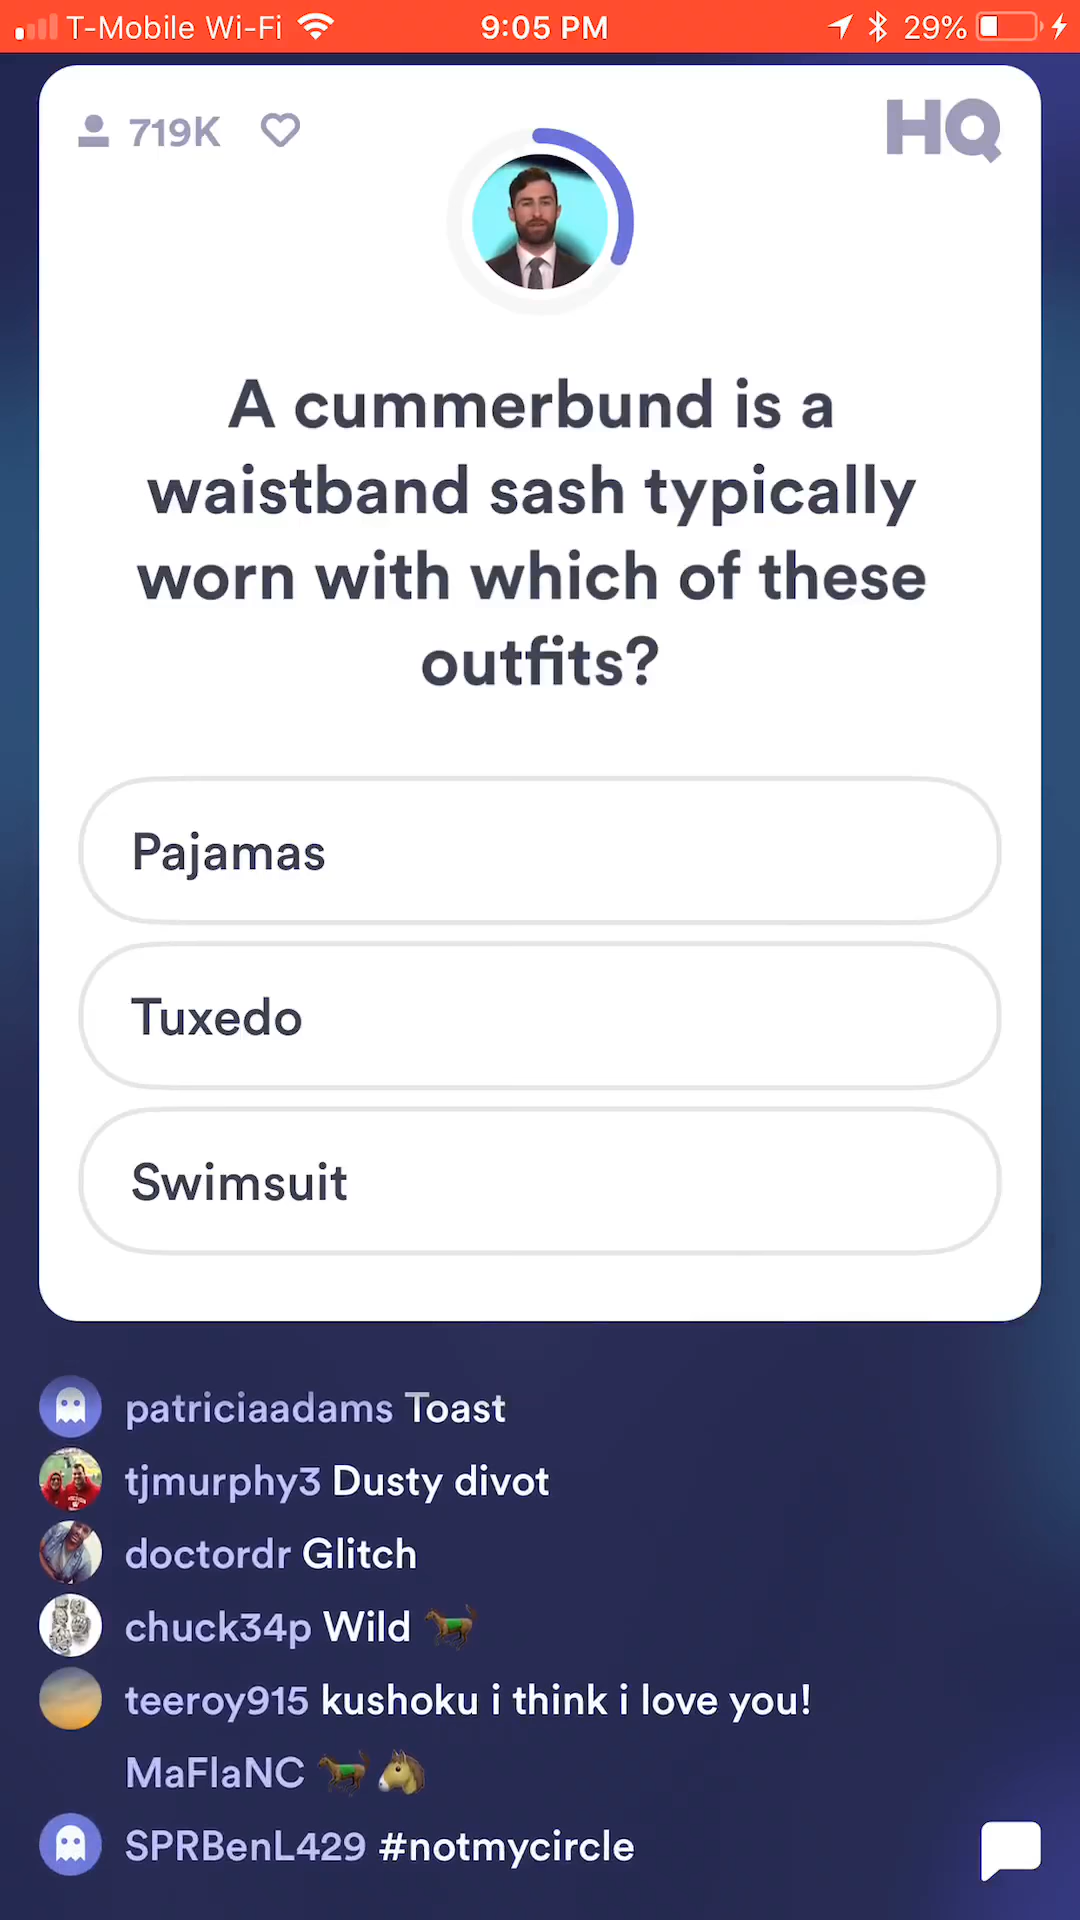 T-Mobile Wi-Fi 9:05 PM 29%
719K HQ
A cummerbund is a
waistband sash typically
worn with which of these
outfits?
Pajamas
Tuxedo
Swimsuit
patriciaadams Toast
tjmurphy3 Dusty divot
doctordr Glitch
chuck34p Wild 🐎
teeroy915 kushoku i think i love you!
MaFlaNC 🐎🐴
SPRBenL429 #notmycircle